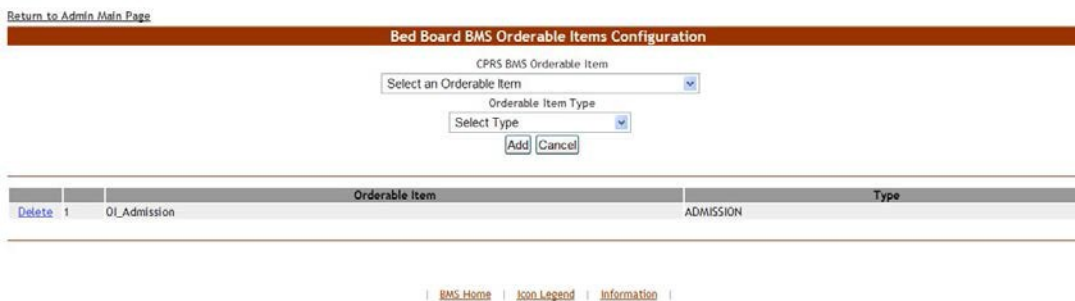 Return to Admin Main Page
Bed Board BMS Orderable Items Configuration
CPRS BMS Orderable Item
Select an Orderable Item
Orderable Item Type
Select Type
Add Cancel
Orderable Item Type
Delete 1 OI_Admission ADMISSION
| BMS Home | Icon Legend | Information |